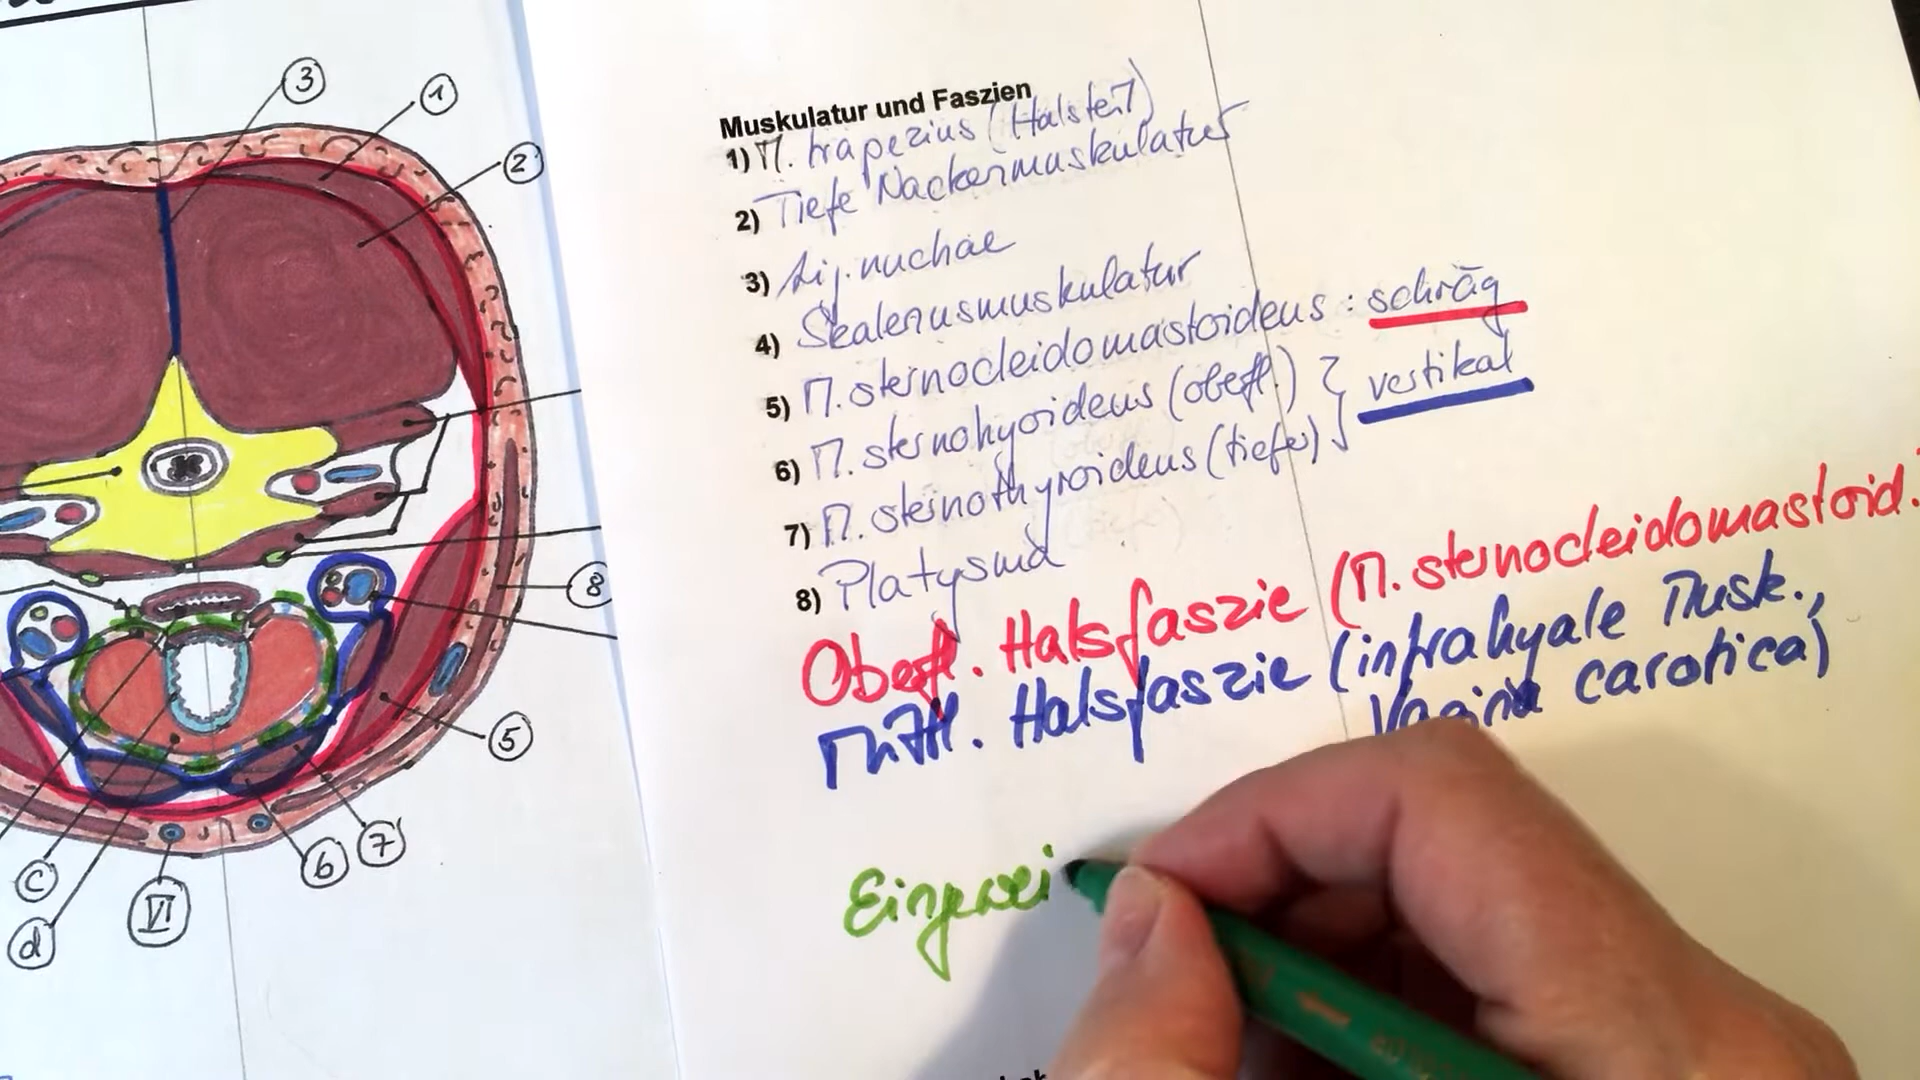 3
1
2
8
5
7
6
C
VI
d
Muskulatur und Faszien
1) M. trapezius (Halsteil)
2) Tiefe Nackenmuskulatur
3) Lig. nuchae
4) Skalenusmuskulatur
5) M. sternocleidomastoideus : schräg
6) M. sternohyoideus (oberfl.) } vertikal
7) M. sternothyroideus (tiefer)
8) Platysma
Oberfl. Halsfaszie (M. sternocleidomastoid.
Mittl. Halsfaszie (infrahyale Musk.,
Vagina carotica)
Eingewei